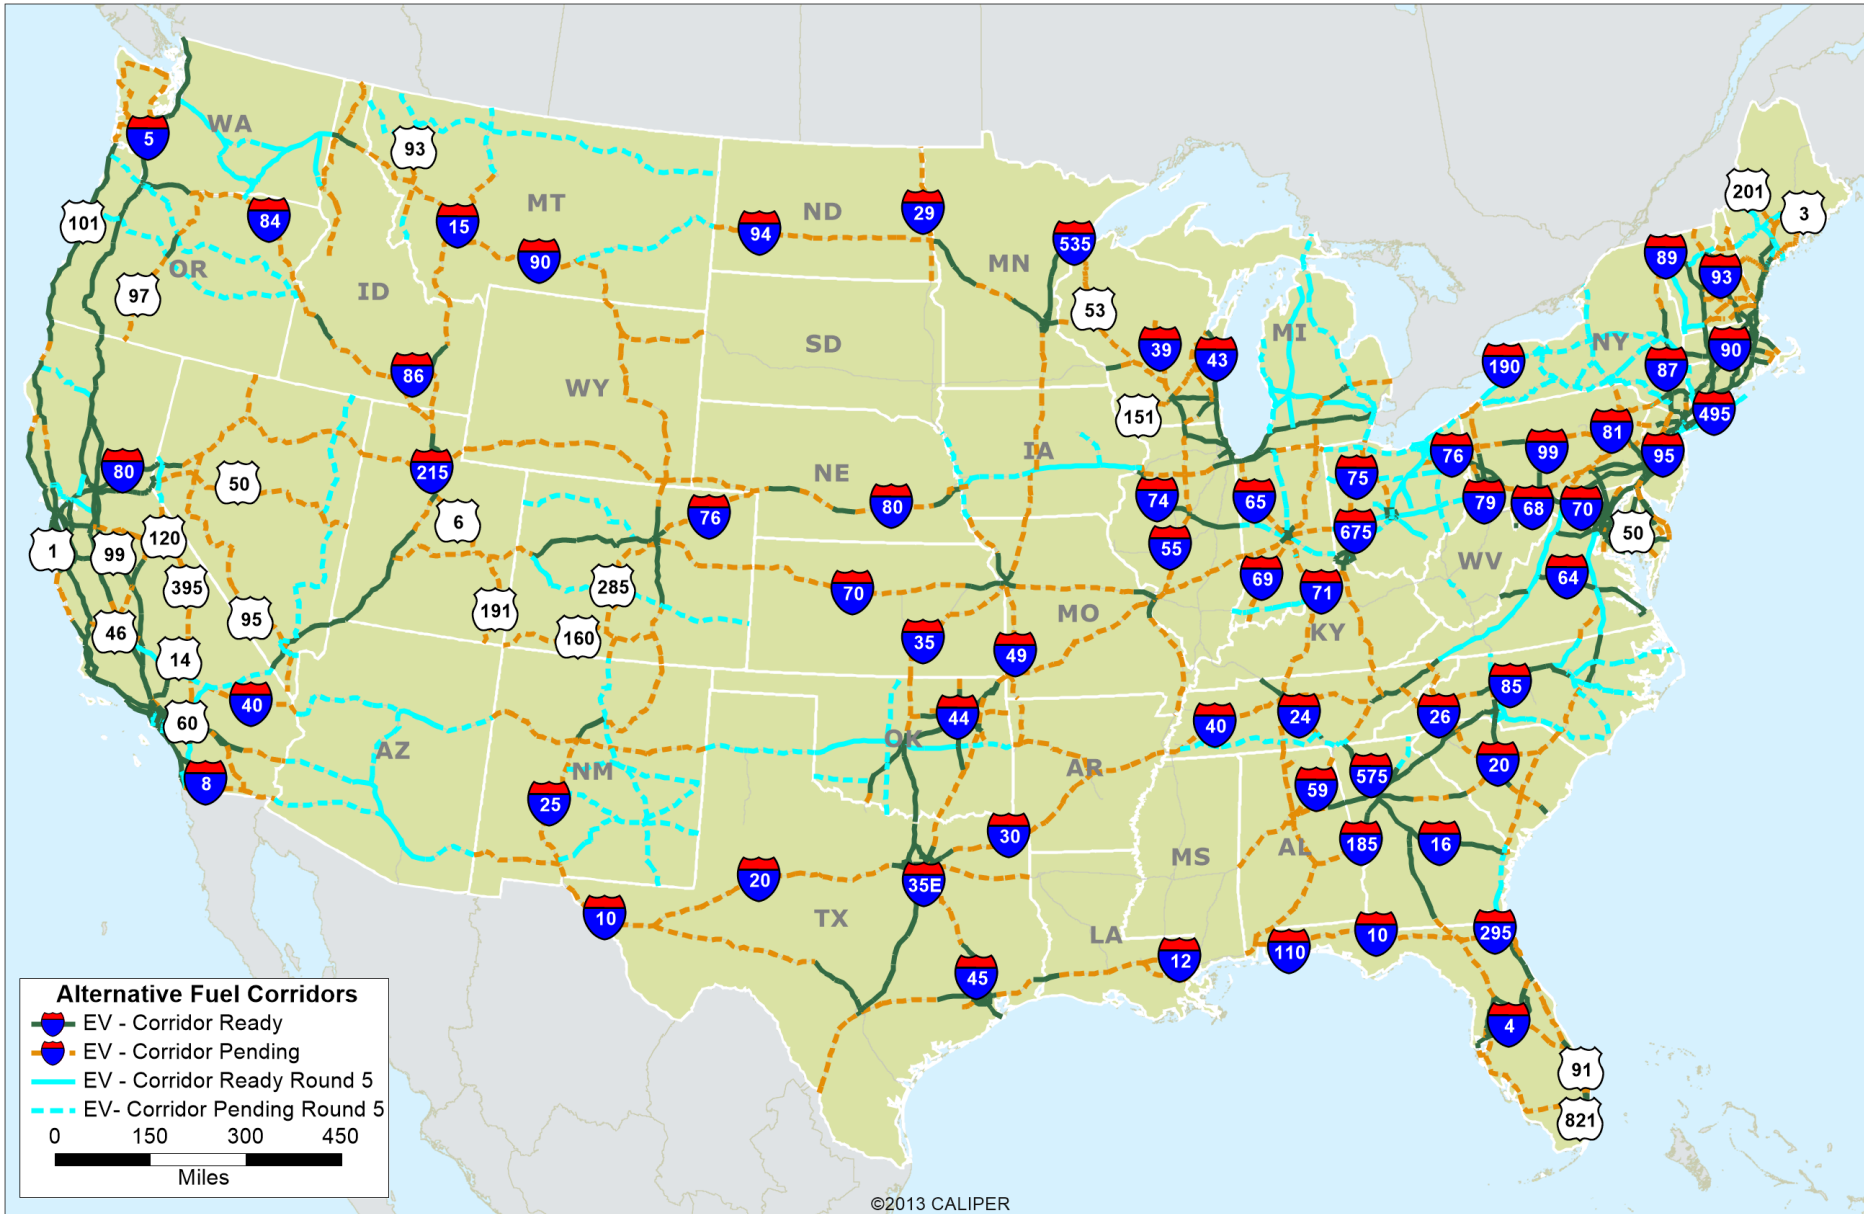 WA
5
93
101
84
15
MT
90
94
ND
29
535
MN
201
3
89
93
OR
97
ID
53
SD
MI
39
43
NY
190
87
90
86
WY
151
495
81
80
50
215
NE
IA
76
99
95
75
74
65
80
76
79
68
70
50
6
1
99
120
55
675
WV
395
285
70
69
71
64
191
MO
46
95
160
35
KY
14
49
40
85
60
44
40
24
26
AZ
OK
NM
AR
8
25
59
575
20
30
MS
AL
185
16
20
35E
10
TX
LA
12
110
10
295
45
4
91
821
Alternative Fuel Corridors
EV - Corridor Ready
EV - Corridor Pending
EV - Corridor Ready Round 5
EV- Corridor Pending Round 5
0 150 300 450
Miles
©2013 CALIPER